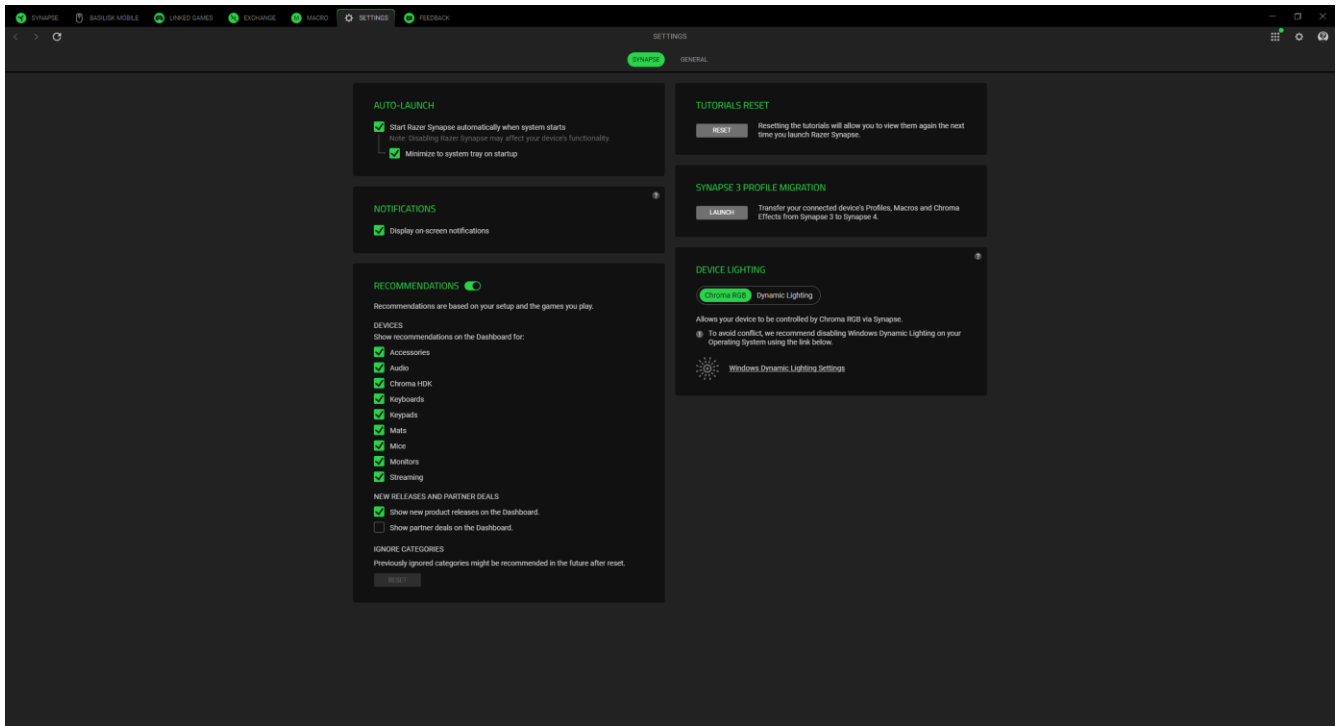 SYNAPSE
BASILISK MOBILE
LINKED GAMES
EXCHANGE
MACRO
SETTINGS
FEEDBACK
SETTINGS
SYNAPSE
GENERAL
AUTO-LAUNCH
Start Razer Synapse automatically when system starts
Note: Disabling Razer Synapse may affect your device's functionality.
Minimize to system tray on startup
NOTIFICATIONS
Display on-screen notifications
RECOMMENDATIONS
Recommendations are based on your setup and the games you play.
DEVICES
Show recommendations on the Dashboard for:
Accessories
Audio
Chroma HDK
Keyboards
Keypads
Mats
Mice
Monitors
Streaming
NEW RELEASES AND PARTNER DEALS
Show new product releases on the Dashboard.
Show partner deals on the Dashboard.
IGNORE CATEGORIES
Previously ignored categories might be recommended in the future after reset.
RESET
TUTORIALS RESET
RESET
Resetting the tutorials will allow you to view them again the next
time you launch Razer Synapse.
SYNAPSE 3 PROFILE MIGRATION
LAUNCH
Transfer your connected device's Profiles, Macros and Chroma
Effects from Synapse 3 to Synapse 4.
DEVICE LIGHTING
Chroma RGB
Dynamic Lighting
Allows your device to be controlled by Chroma RGB via Synapse.
To avoid conflict, we recommend disabling Windows Dynamic Lighting on your
Operating System using the link below.
Windows Dynamic Lighting Settings